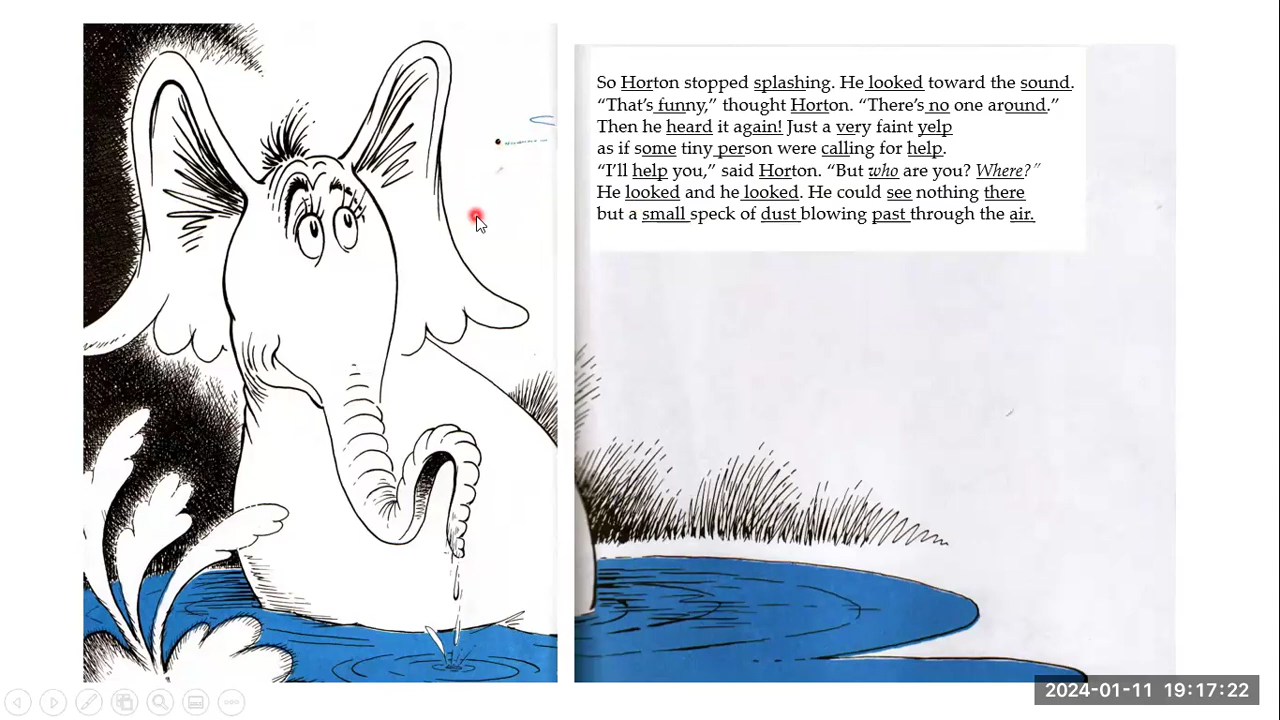 So Horton stopped splashing. He looked toward the sound.
“That’s funny,” thought Horton. “There’s no one around.”
Then he heard it again! Just a very faint yelp
as if some tiny person were calling for help.
“I’ll help you,” said Horton. “But who are you? Where?”
He looked and he looked. He could see nothing there
but a small speck of dust blowing past through the air.
2024-01-11 19:17:22